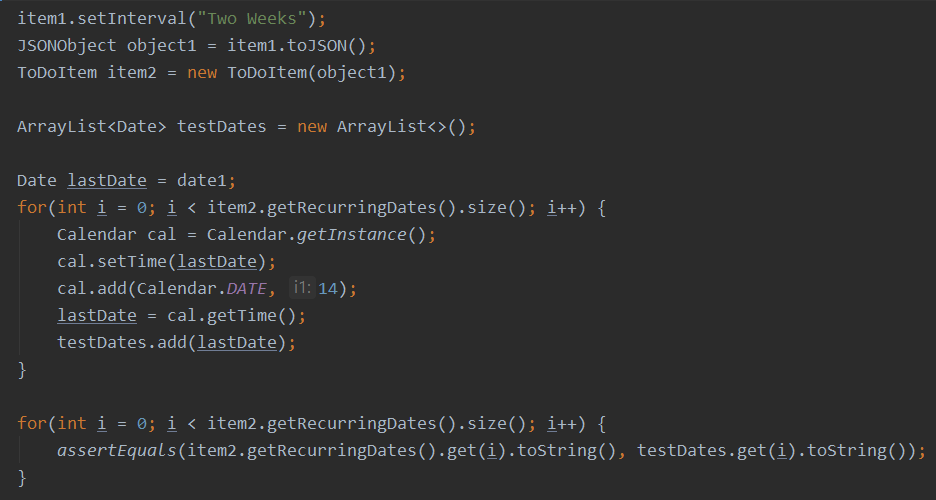 item1.setInterval("Two Weeks");
JSONObject object1 = item1.toJSON();
ToDoItem item2 = new ToDoItem(object1);
ArrayList<Date> testDates = new ArrayList<>();
Date lastDate = date1;
for(int i = 0; i < item2.getRecurringDates().size(); i++) {
    Calendar cal = Calendar.getInstance();
    cal.setTime(lastDate);
    cal.add(Calendar.DATE, i1: 14);
    lastDate = cal.getTime();
    testDates.add(lastDate);
}
for(int i = 0; i < item2.getRecurringDates().size(); i++) {
    assertEquals(item2.getRecurringDates().get(i).toString(), testDates.get(i).toString());
}